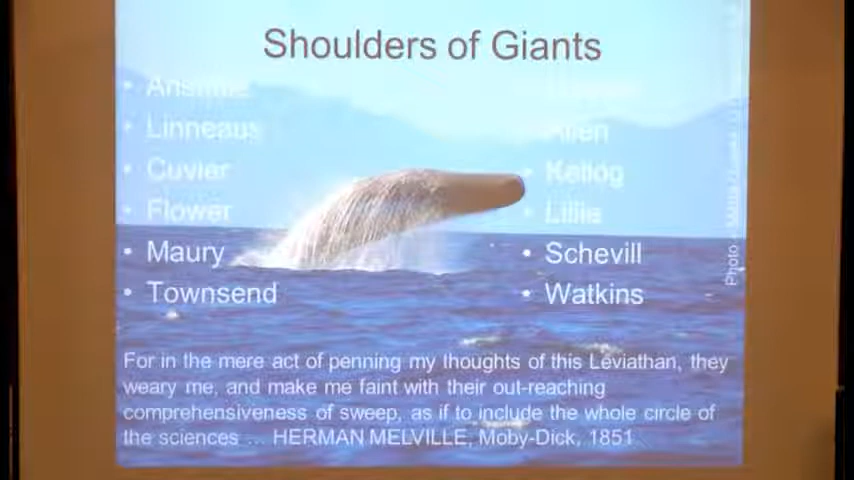 Shoulders of Giants
• Linneaus
• Cuvier
• Flower
• Maury
• Townsend
• Allen
• Kellog
• Lillie
• Schevill
• Watkins
For in the mere act of penning my thoughts of this Leviathan, they
weary me, and make me faint with their out-reaching
comprehensiveness of sweep, as if to include the whole circle of
the sciences ... HERMAN MELVILLE, Moby-Dick, 1851
Photo